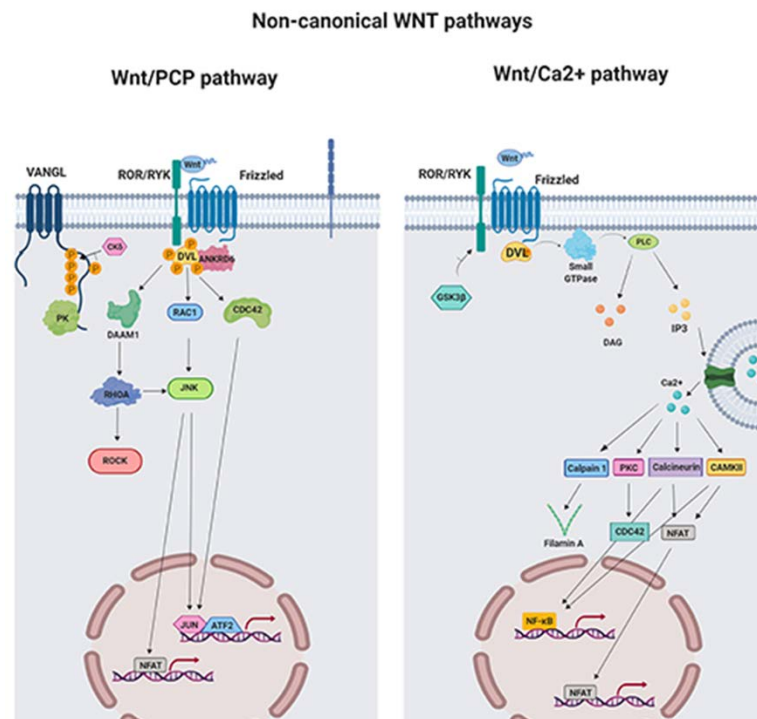 Non-canonical WNT pathways
Wnt/PCP pathway
Wnt/Ca2+ pathway
VANGL
ROR/RYK
Wnt
Frizzled
CKδ
P
P
P
P
P
PK
P
P
P
P
DVL
ANKRD6
DAAM1
RAC1
CDC42
RHOA
JNK
ROCK
JUN
ATF2
NFAT
ROR/RYK
Wnt
Frizzled
DVL
GSK3β
Small
GTPase
PLC
DAG
IP3
Ca2+
Calpain 1
PKC
Calcineurin
CAMKII
Filamin A
CDC42
NFAT
NF-κB
NFAT